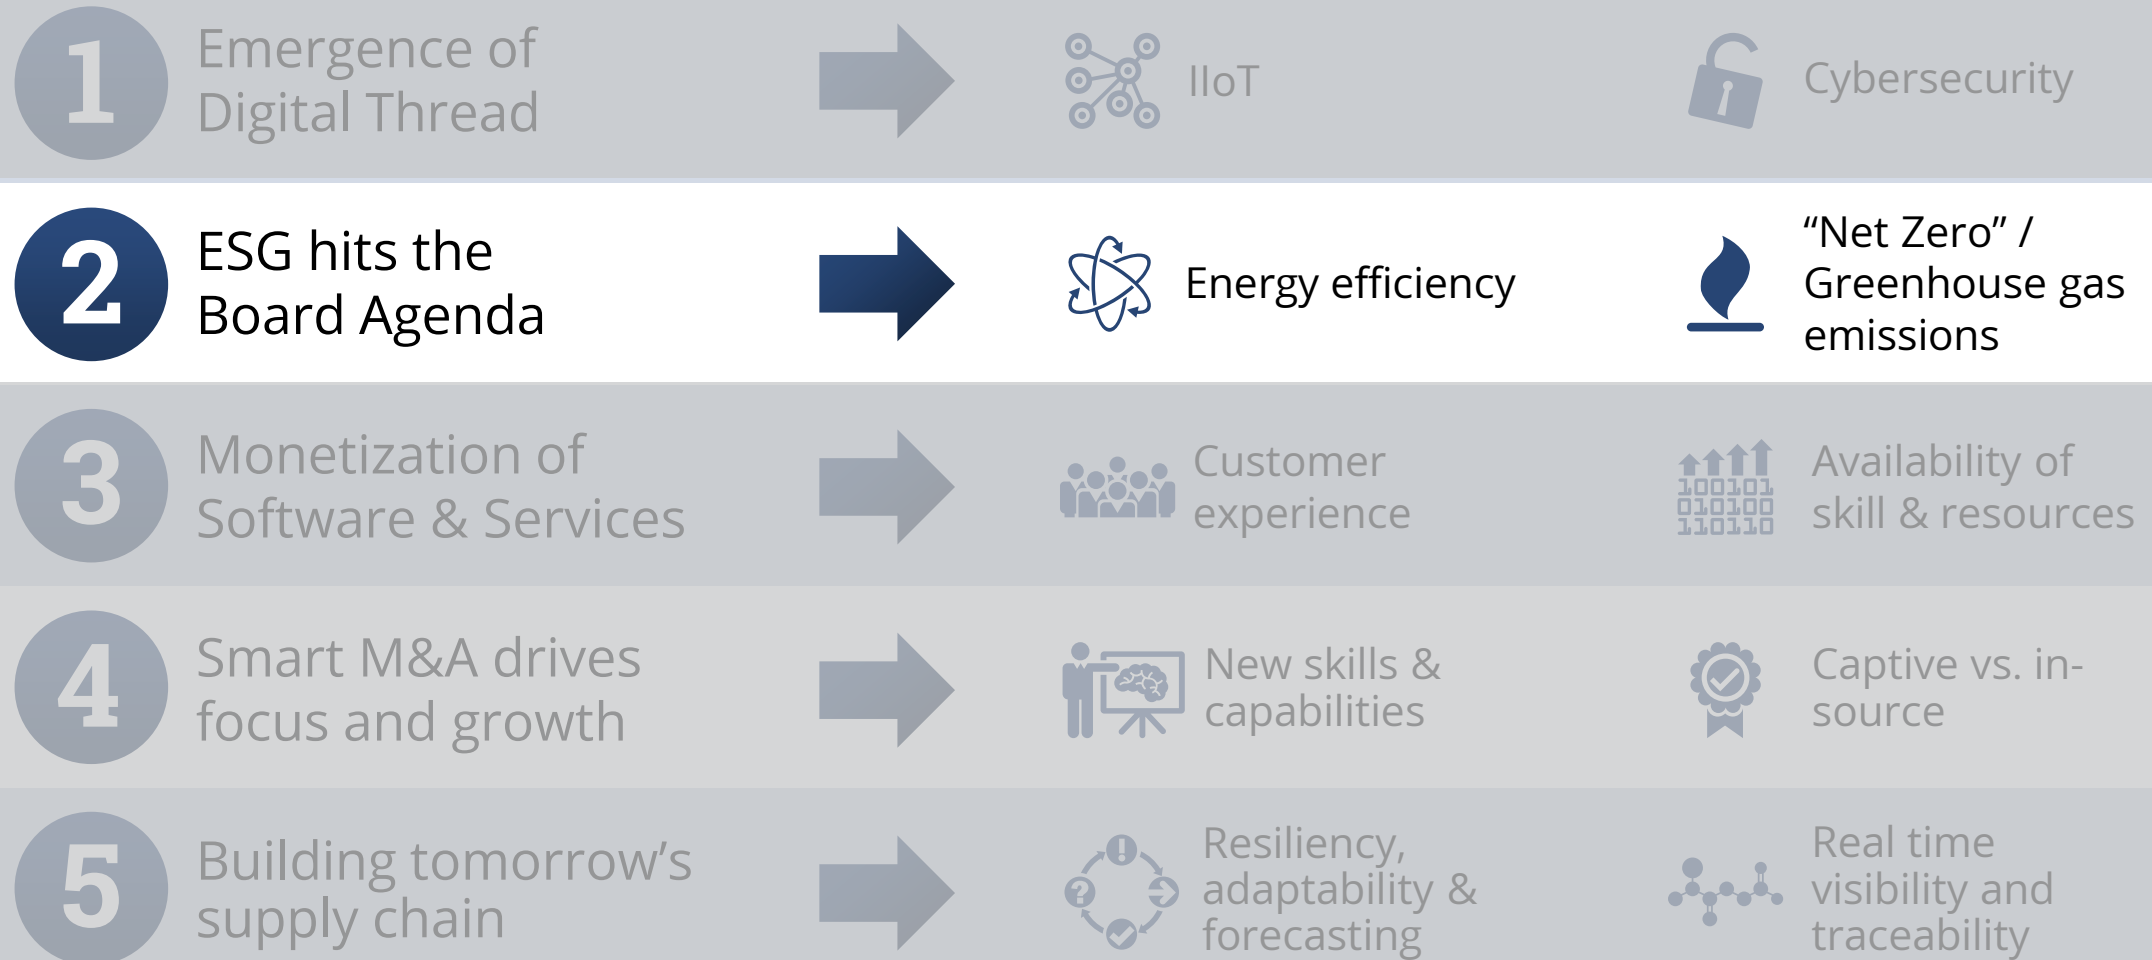 1
Emergence of
Digital Thread
IIoT
Cybersecurity
2
ESG hits the
Board Agenda
Energy efficiency
“Net Zero” /
Greenhouse gas
emissions
3
Monetization of
Software & Services
Customer
experience
100101
010100
110110
Availability of
skill & resources
4
Smart M&A drives
focus and growth
New skills &
capabilities
Captive vs. in-
source
5
Building tomorrow’s
supply chain
!
?
Resiliency,
adaptability &
forecasting
Real time
visibility and
traceability